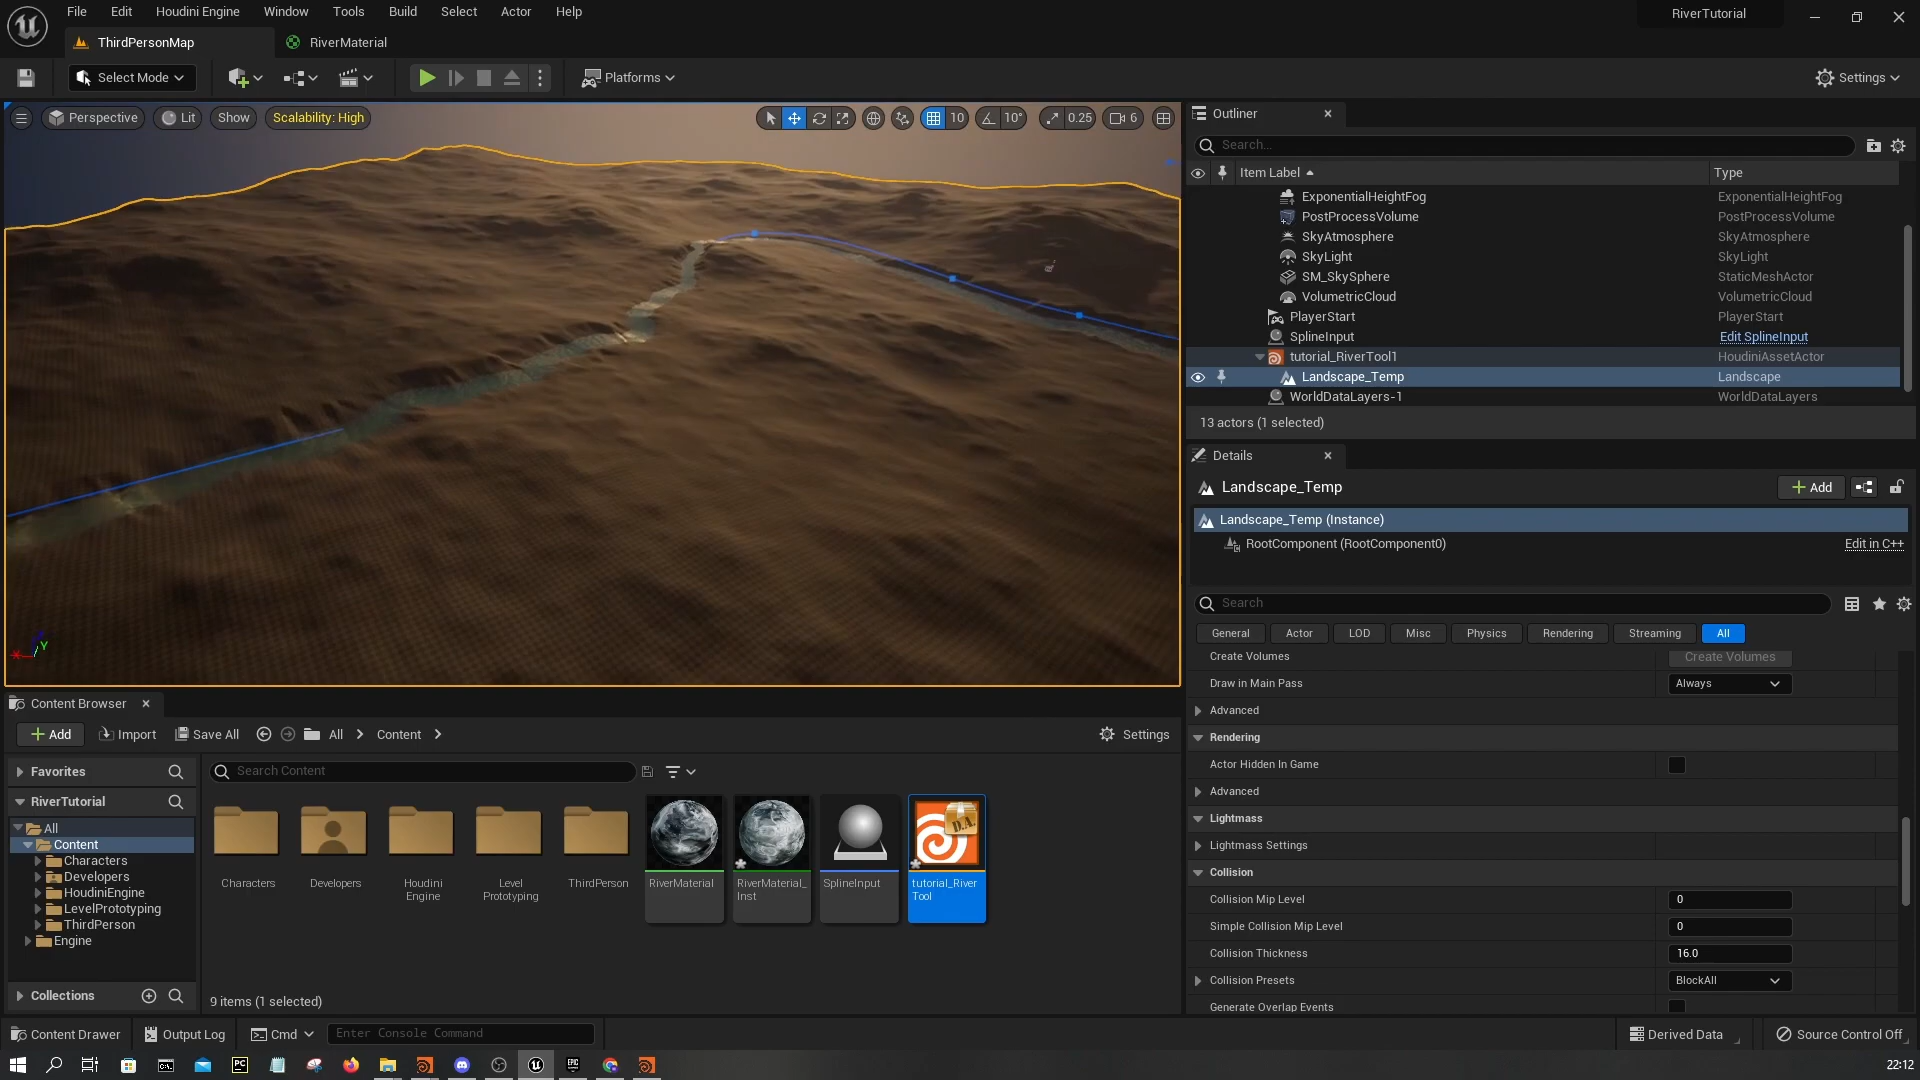 File Edit Houdini Engine Window Tools Build Select Actor Help
RiverTutorial
ThirdPersonMap
RiverMaterial
Select Mode
Platforms
Settings
Perspective
Lit
Show
Scalability: High
10
10°
0.25
6
Y
Outliner
Search...
Item Label
Type
ExponentialHeightFog ExponentialHeightFog
PostProcessVolume PostProcessVolume
SkyAtmosphere SkyAtmosphere
SkyLight SkyLight
SM_SkySphere StaticMeshActor
VolumetricCloud VolumetricCloud
PlayerStart PlayerStart
SplineInput Edit SplineInput
tutorial_RiverTool1 HoudiniAssetActor
Landscape_Temp Landscape
WorldDataLayers-1 WorldDataLayers
13 actors (1 selected)
Details
Landscape_Temp
Add
Landscape_Temp (Instance)
RootComponent (RootComponent0)
Edit in C++
Search
General Actor LOD Misc Physics Rendering Streaming All
Create Volumes Create Volumes
Draw in Main Pass Always
Advanced
Rendering
Actor Hidden In Game
Advanced
Lightmass
Lightmass Settings
Collision
Collision Mip Level 0
Simple Collision Mip Level 0
Collision Thickness 16.0
Collision Presets BlockAll
Generate Overlap Events
Content Browser
Add
Import
Save All
All
Content
Settings
Favorites
RiverTutorial
All
Content
Characters
Developers
HoudiniEngine
LevelPrototyping
ThirdPerson
Engine
Collections
Search Content
D.A.
Characters
Developers
Houdini
Engine
Level
Prototyping
ThirdPerson
RiverMaterial
RiverMaterial_
Inst
SplineInput
tutorial_River
Tool
9 items (1 selected)
Content Drawer
Output Log
Cmd
Enter Console Command
Derived Data
Source Control Off
PC
EPIC
22:12